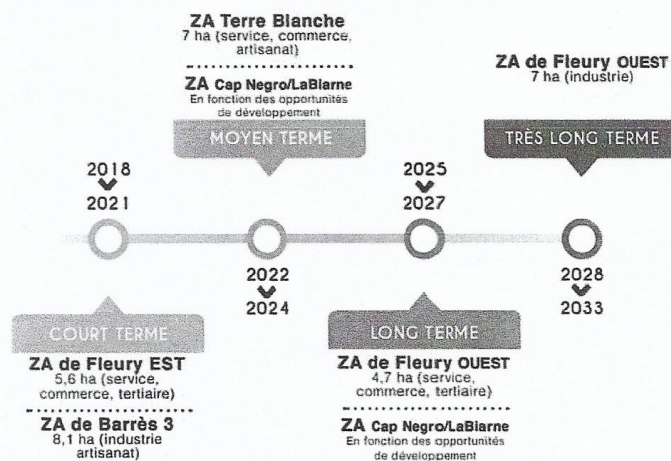 ZA Terre Blanche
7 ha (service, commerce,
artisanat)
ZA Cap Negro/LaBlarne
En fonction des opportunités
de développement
MOYEN TERME
ZA de Fleury OUEST
7 ha (industrie)
TRÈS LONG TERME
2018
2021
2022
2024
2025
2027
2028
2033
COURT TERME
ZA de Fleury EST
5,6 ha (service,
commerce, tertiaire)
ZA de Barrès 3
8,1 ha (industrie
artisanat)
LONG TERME
ZA de Fleury OUEST
4,7 ha (service,
commerce, tertiaire)
ZA Cap Negro/LaBlarne
En fonction des opportunités
de développement